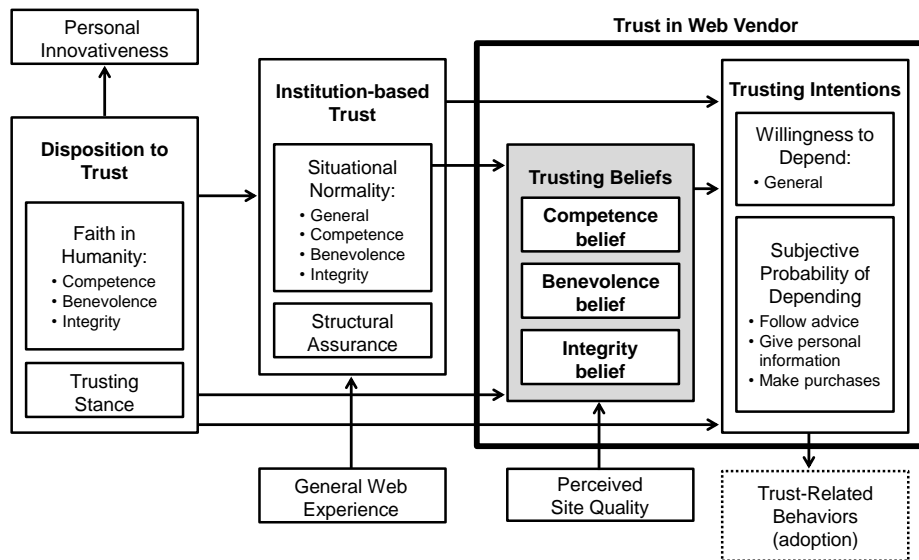 Personal
Innovativeness
Disposition to
Trust
Faith in
Humanity:
• Competence
• Benevolence
• Integrity
Trusting
Stance
Institution-based
Trust
Situational
Normality:
• General
• Competence
• Benevolence
• Integrity
Structural
Assurance
General Web
Experience
Trust in Web Vendor
Trusting Beliefs
Competence
belief
Benevolence
belief
Integrity
belief
Perceived
Site Quality
Trusting Intentions
Willingness to
Depend:
• General
Subjective
Probability of
Depending
• Follow advice
• Give personal
information
• Make purchases
Trust-Related
Behaviors
(adoption)